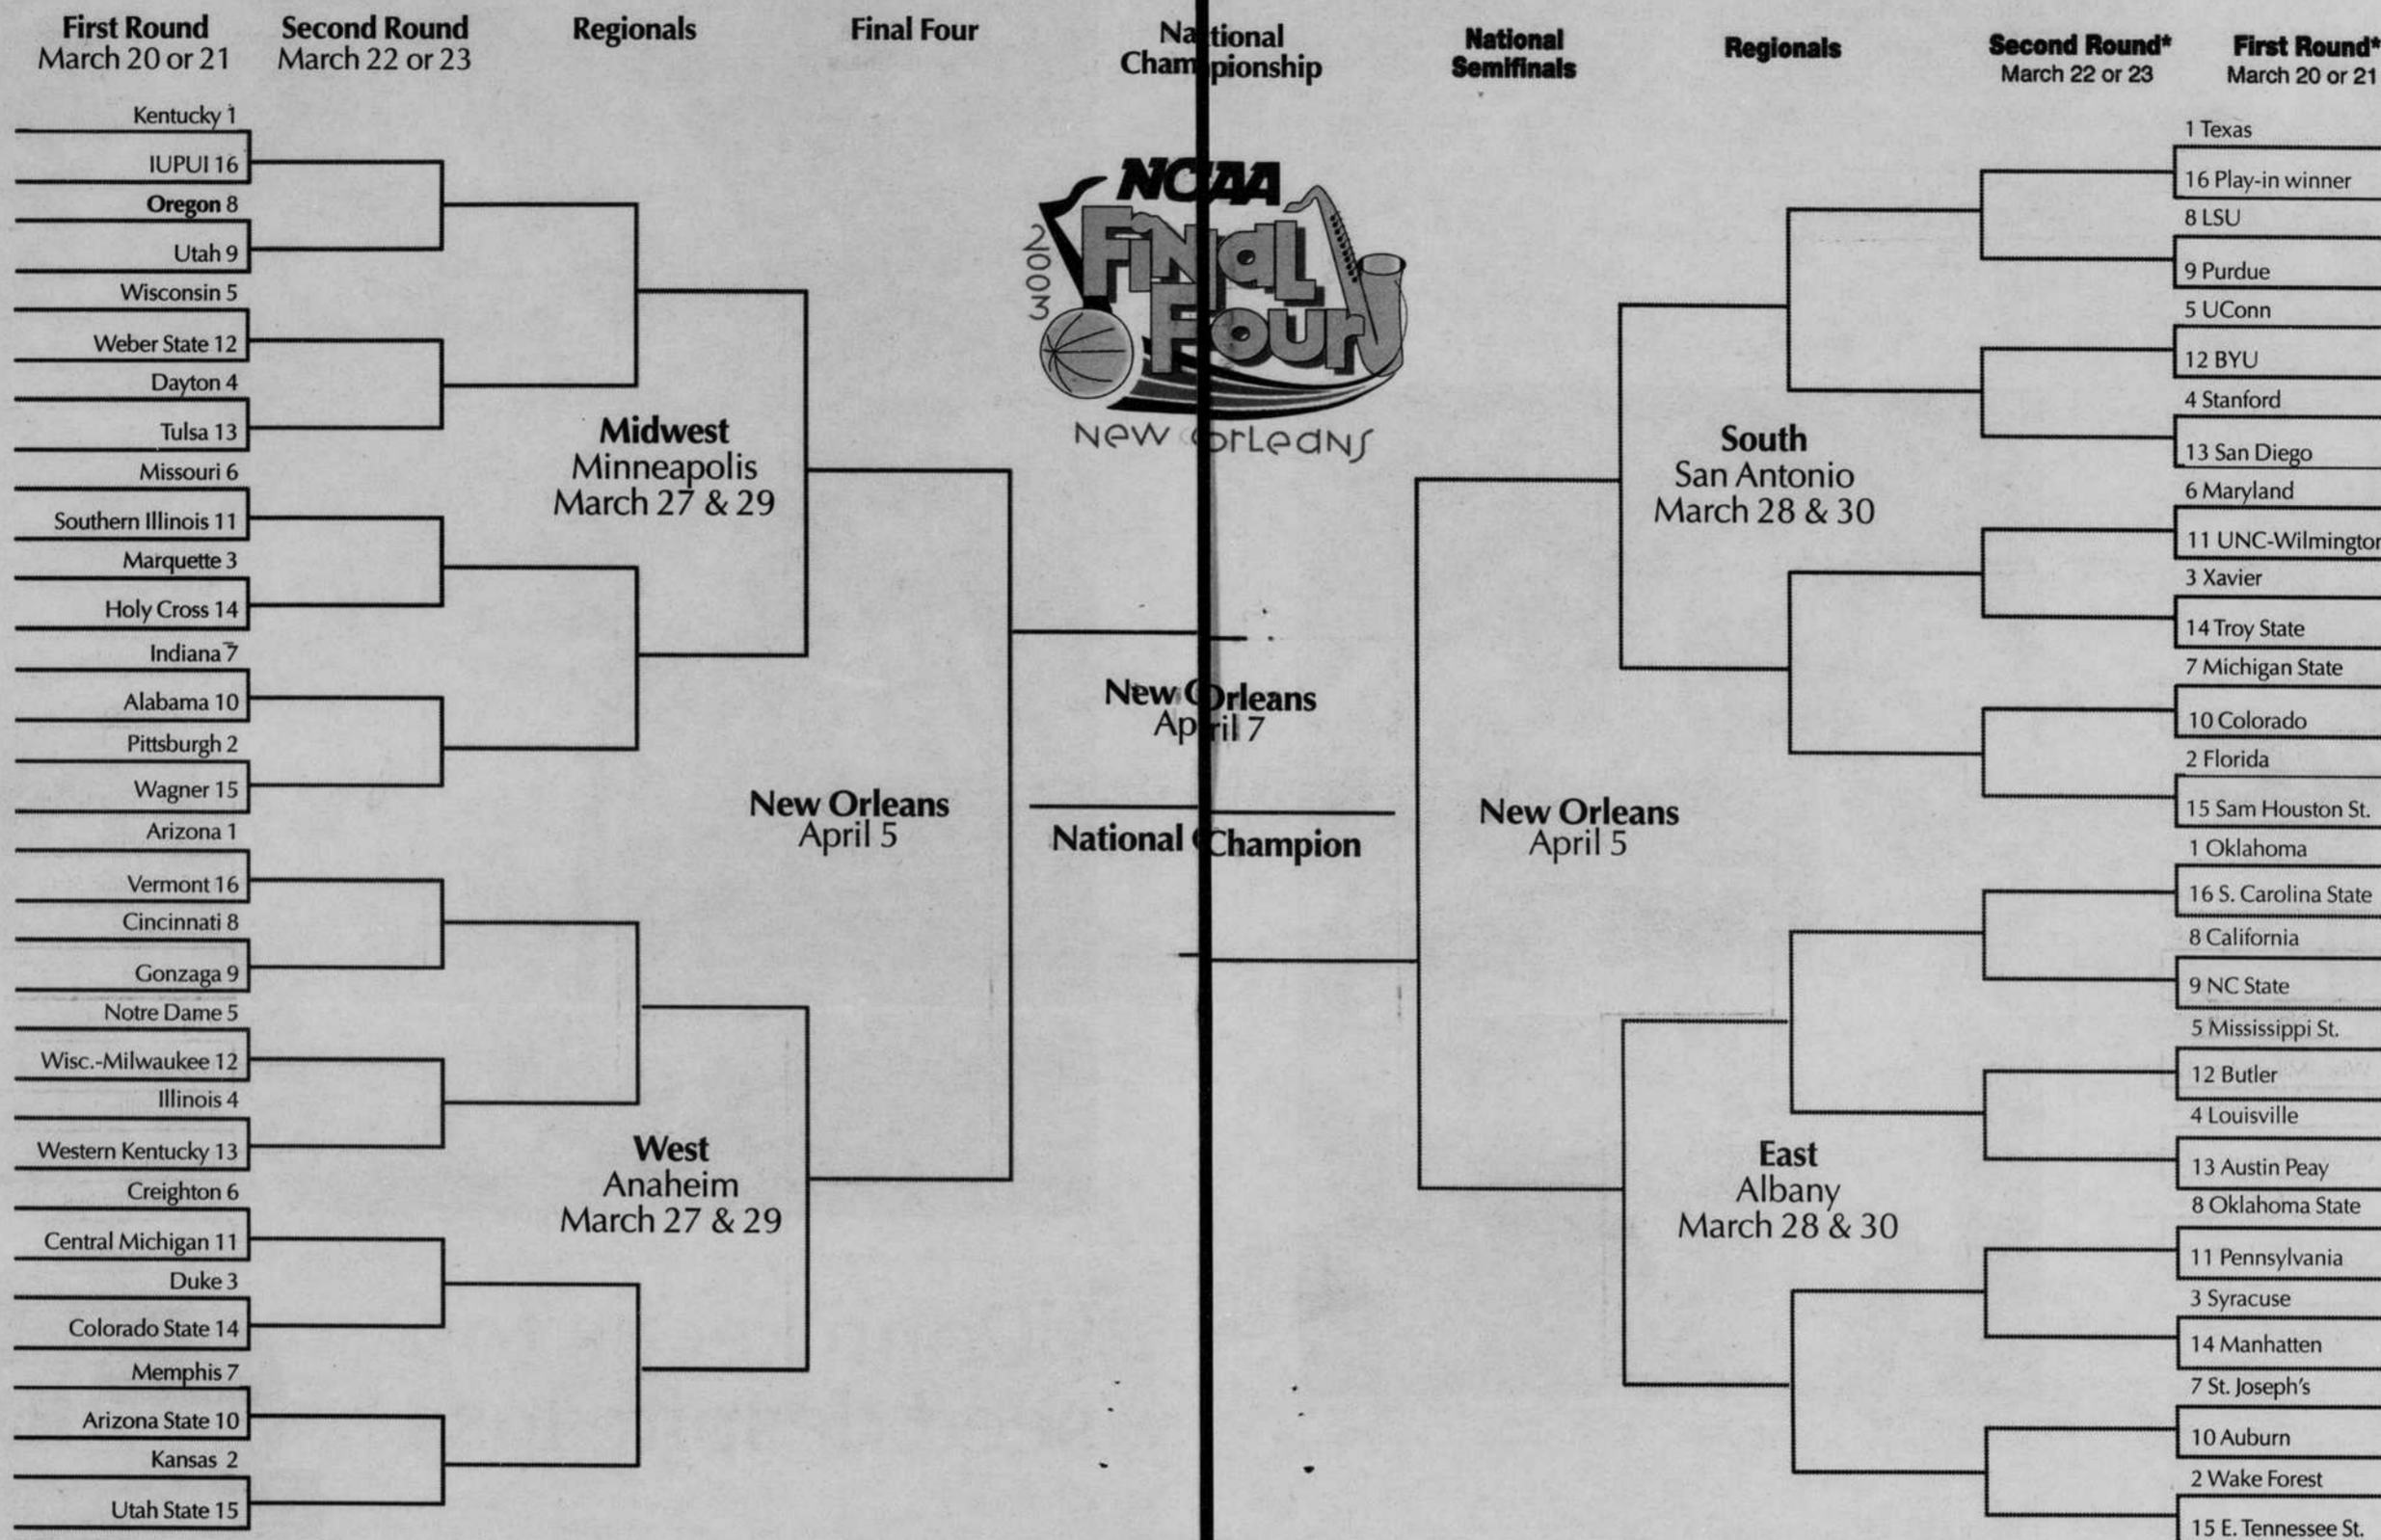 First Round
March 20 or 21
Second Round
March 22 or 23
Regionals
Final Four
National
Championship
National
Semifinals
Regionals
Second Round*
March 22 or 23
First Round*
March 20 or 21
Kentucky 1
IUPUI 16
Oregon 8
Utah 9
Wisconsin 5
Weber State 12
Dayton 4
Tulsa 13
Missouri 6
Southern Illinois 11
Marquette 3
Holy Cross 14
Indiana 7
Alabama 10
Pittsburgh 2
Wagner 15
Arizona 1
Vermont 16
Cincinnati 8
Gonzaga 9
Notre Dame 5
Wisc.-Milwaukee 12
Illinois 4
Western Kentucky 13
Creighton 6
Central Michigan 11
Duke 3
Colorado State 14
Memphis 7
Arizona State 10
Kansas 2
Utah State 15
Midwest
Minneapolis
March 27 & 29
West
Anaheim
March 27 & 29
New Orleans
April 5
NCAA
2003
Final
Four
New Orleans
New Orleans
April 7
National Champion
New Orleans
April 5
South
San Antonio
March 28 & 30
East
Albany
March 28 & 30
1 Texas
16 Play-in winner
8 LSU
9 Purdue
5 UConn
12 BYU
4 Stanford
13 San Diego
6 Maryland
11 UNC-Wilmington
3 Xavier
14 Troy State
7 Michigan State
10 Colorado
2 Florida
15 Sam Houston St.
1 Oklahoma
16 S. Carolina State
8 California
9 NC State
5 Mississippi St.
12 Butler
4 Louisville
13 Austin Peay
8 Oklahoma State
11 Pennsylvania
3 Syracuse
14 Manhatten
7 St. Joseph's
10 Auburn
2 Wake Forest
15 E. Tennessee St.